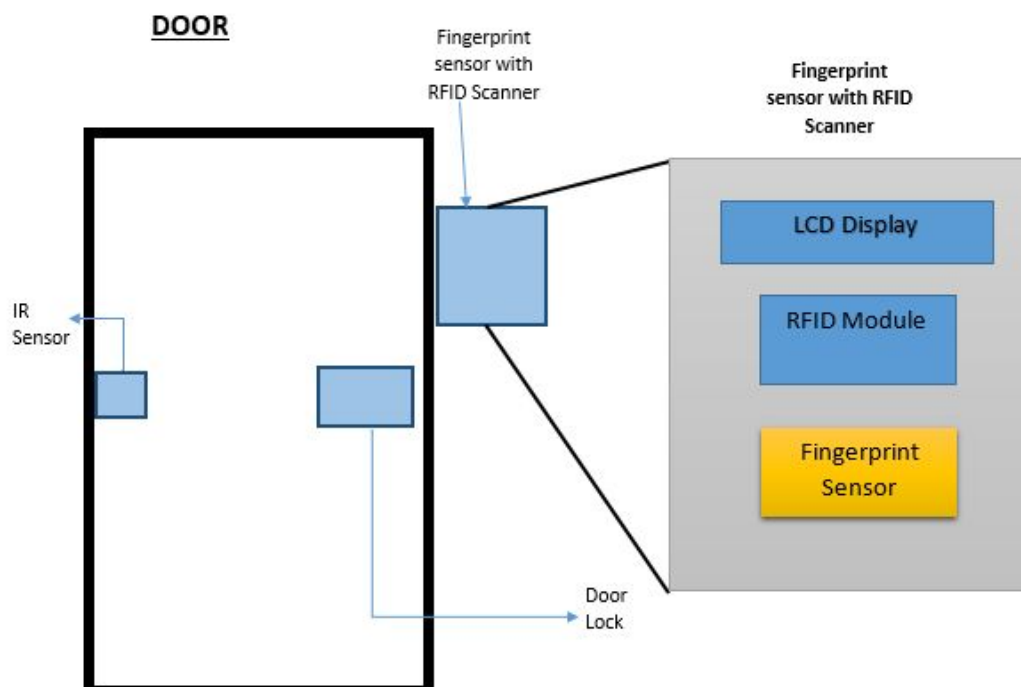 DOOR
Fingerprint
sensor with
RFID Scanner
Fingerprint
sensor with RFID
Scanner
LCD Display
RFID Module
IR
Sensor
Fingerprint
Sensor
Door
Lock